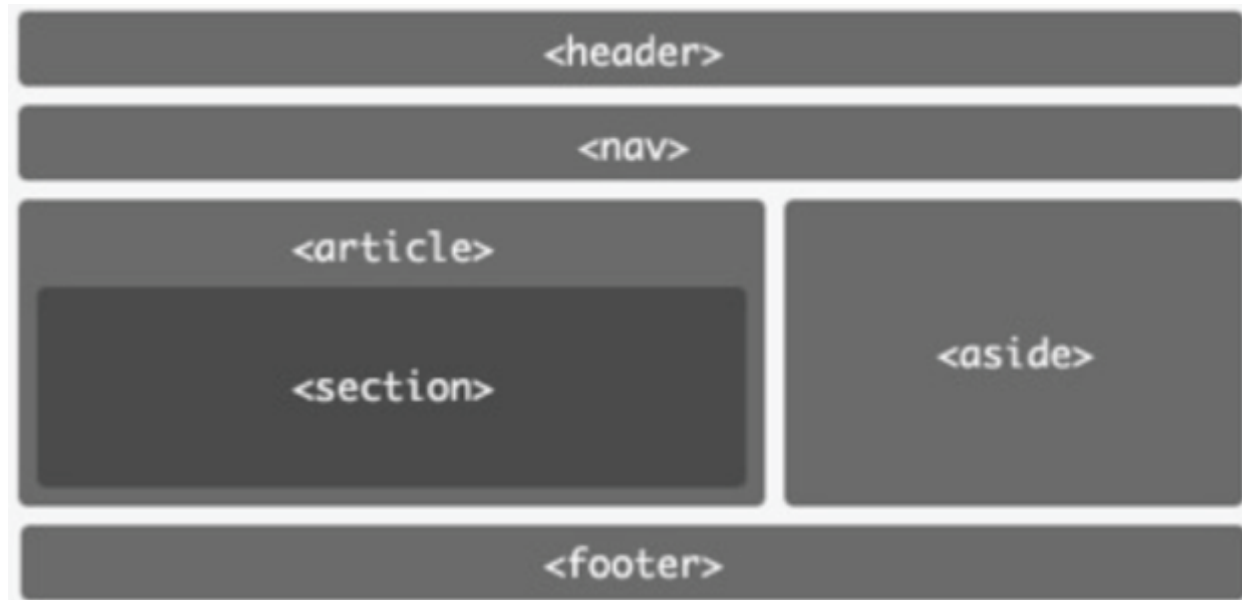 <header>
<nav>
<article>
<section>
<aside>
<footer>